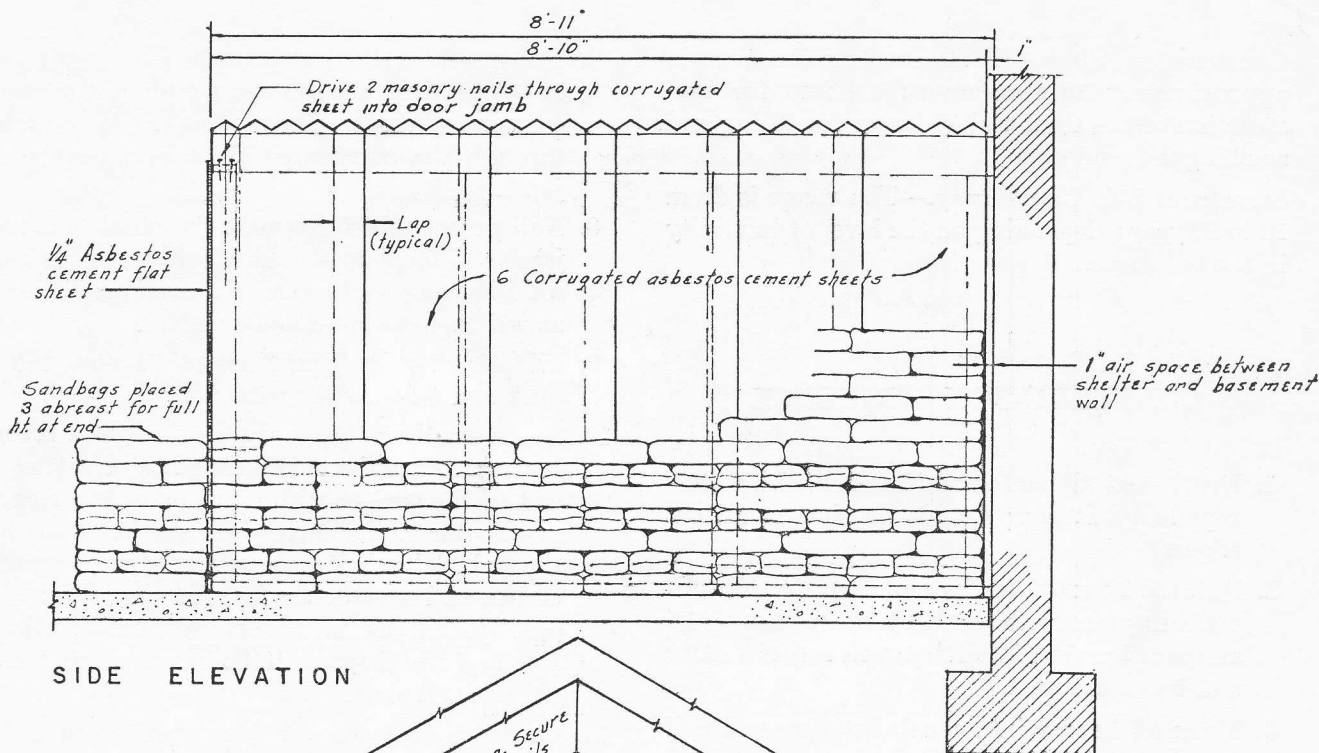 8'-11"
8'-10"
1"
Drive 2 masonry nails through corrugated
sheet into door jamb
Lap
(typical)
1/4" Asbestos
cement flat
sheet
6 Corrugated asbestos cement sheets
1" air space between
shelter and basement
wall
Sandbags placed
3 abreast for full
ht. at end
SIDE ELEVATION
Secure